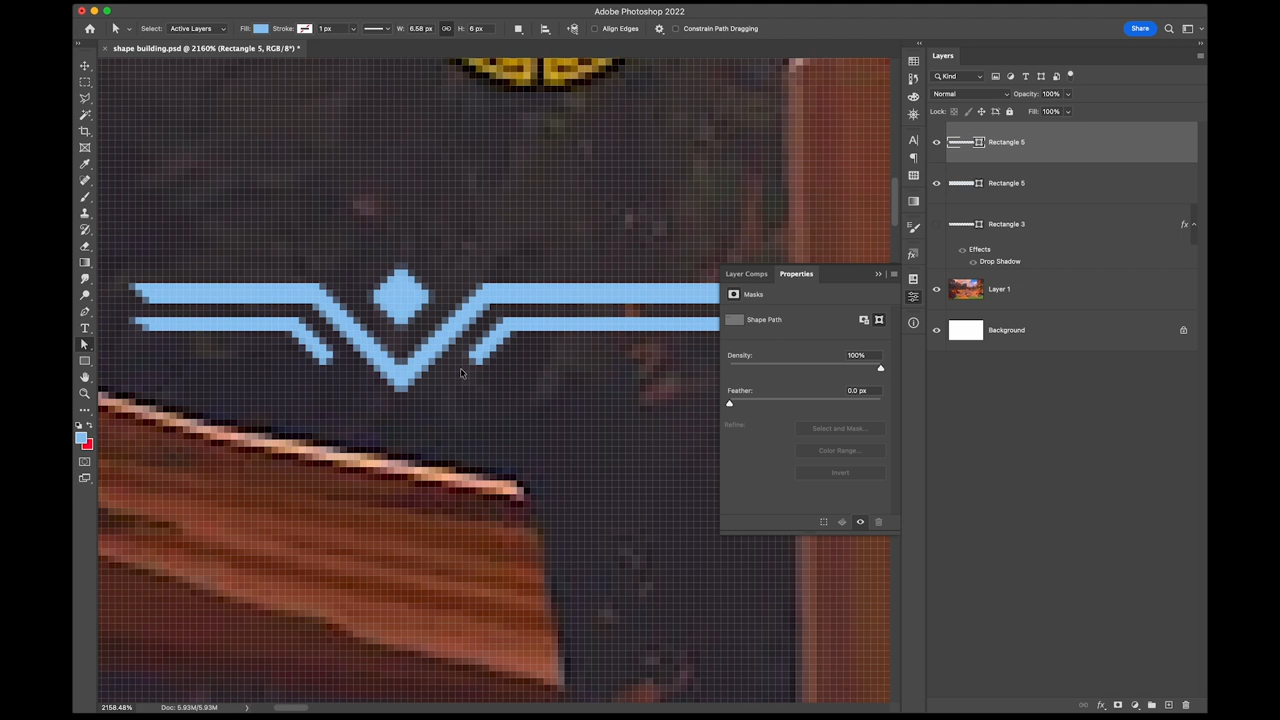 Adobe Photoshop 2022
Select: Active Layers Fill: Stroke: 1 px W: 6.58 px H: 6 px Align Edges Constrain Path Dragging Share
shape building.psd @ 2160% (Rectangle 5, RGB/8*) *
Layers
Kind
Normal Opacity: 100%
Lock: Fill: 100%
Rectangle 5
Rectangle 5
Rectangle 3 fx
Effects
Drop Shadow
Layer 1
Background
Layer Comps Properties
Masks
Shape Path
Density: 100%
Feather: 0.0 px
Refine: Select and Mask...
Color Range...
Invert
2158.48% Doc: 5.93M/5.93M